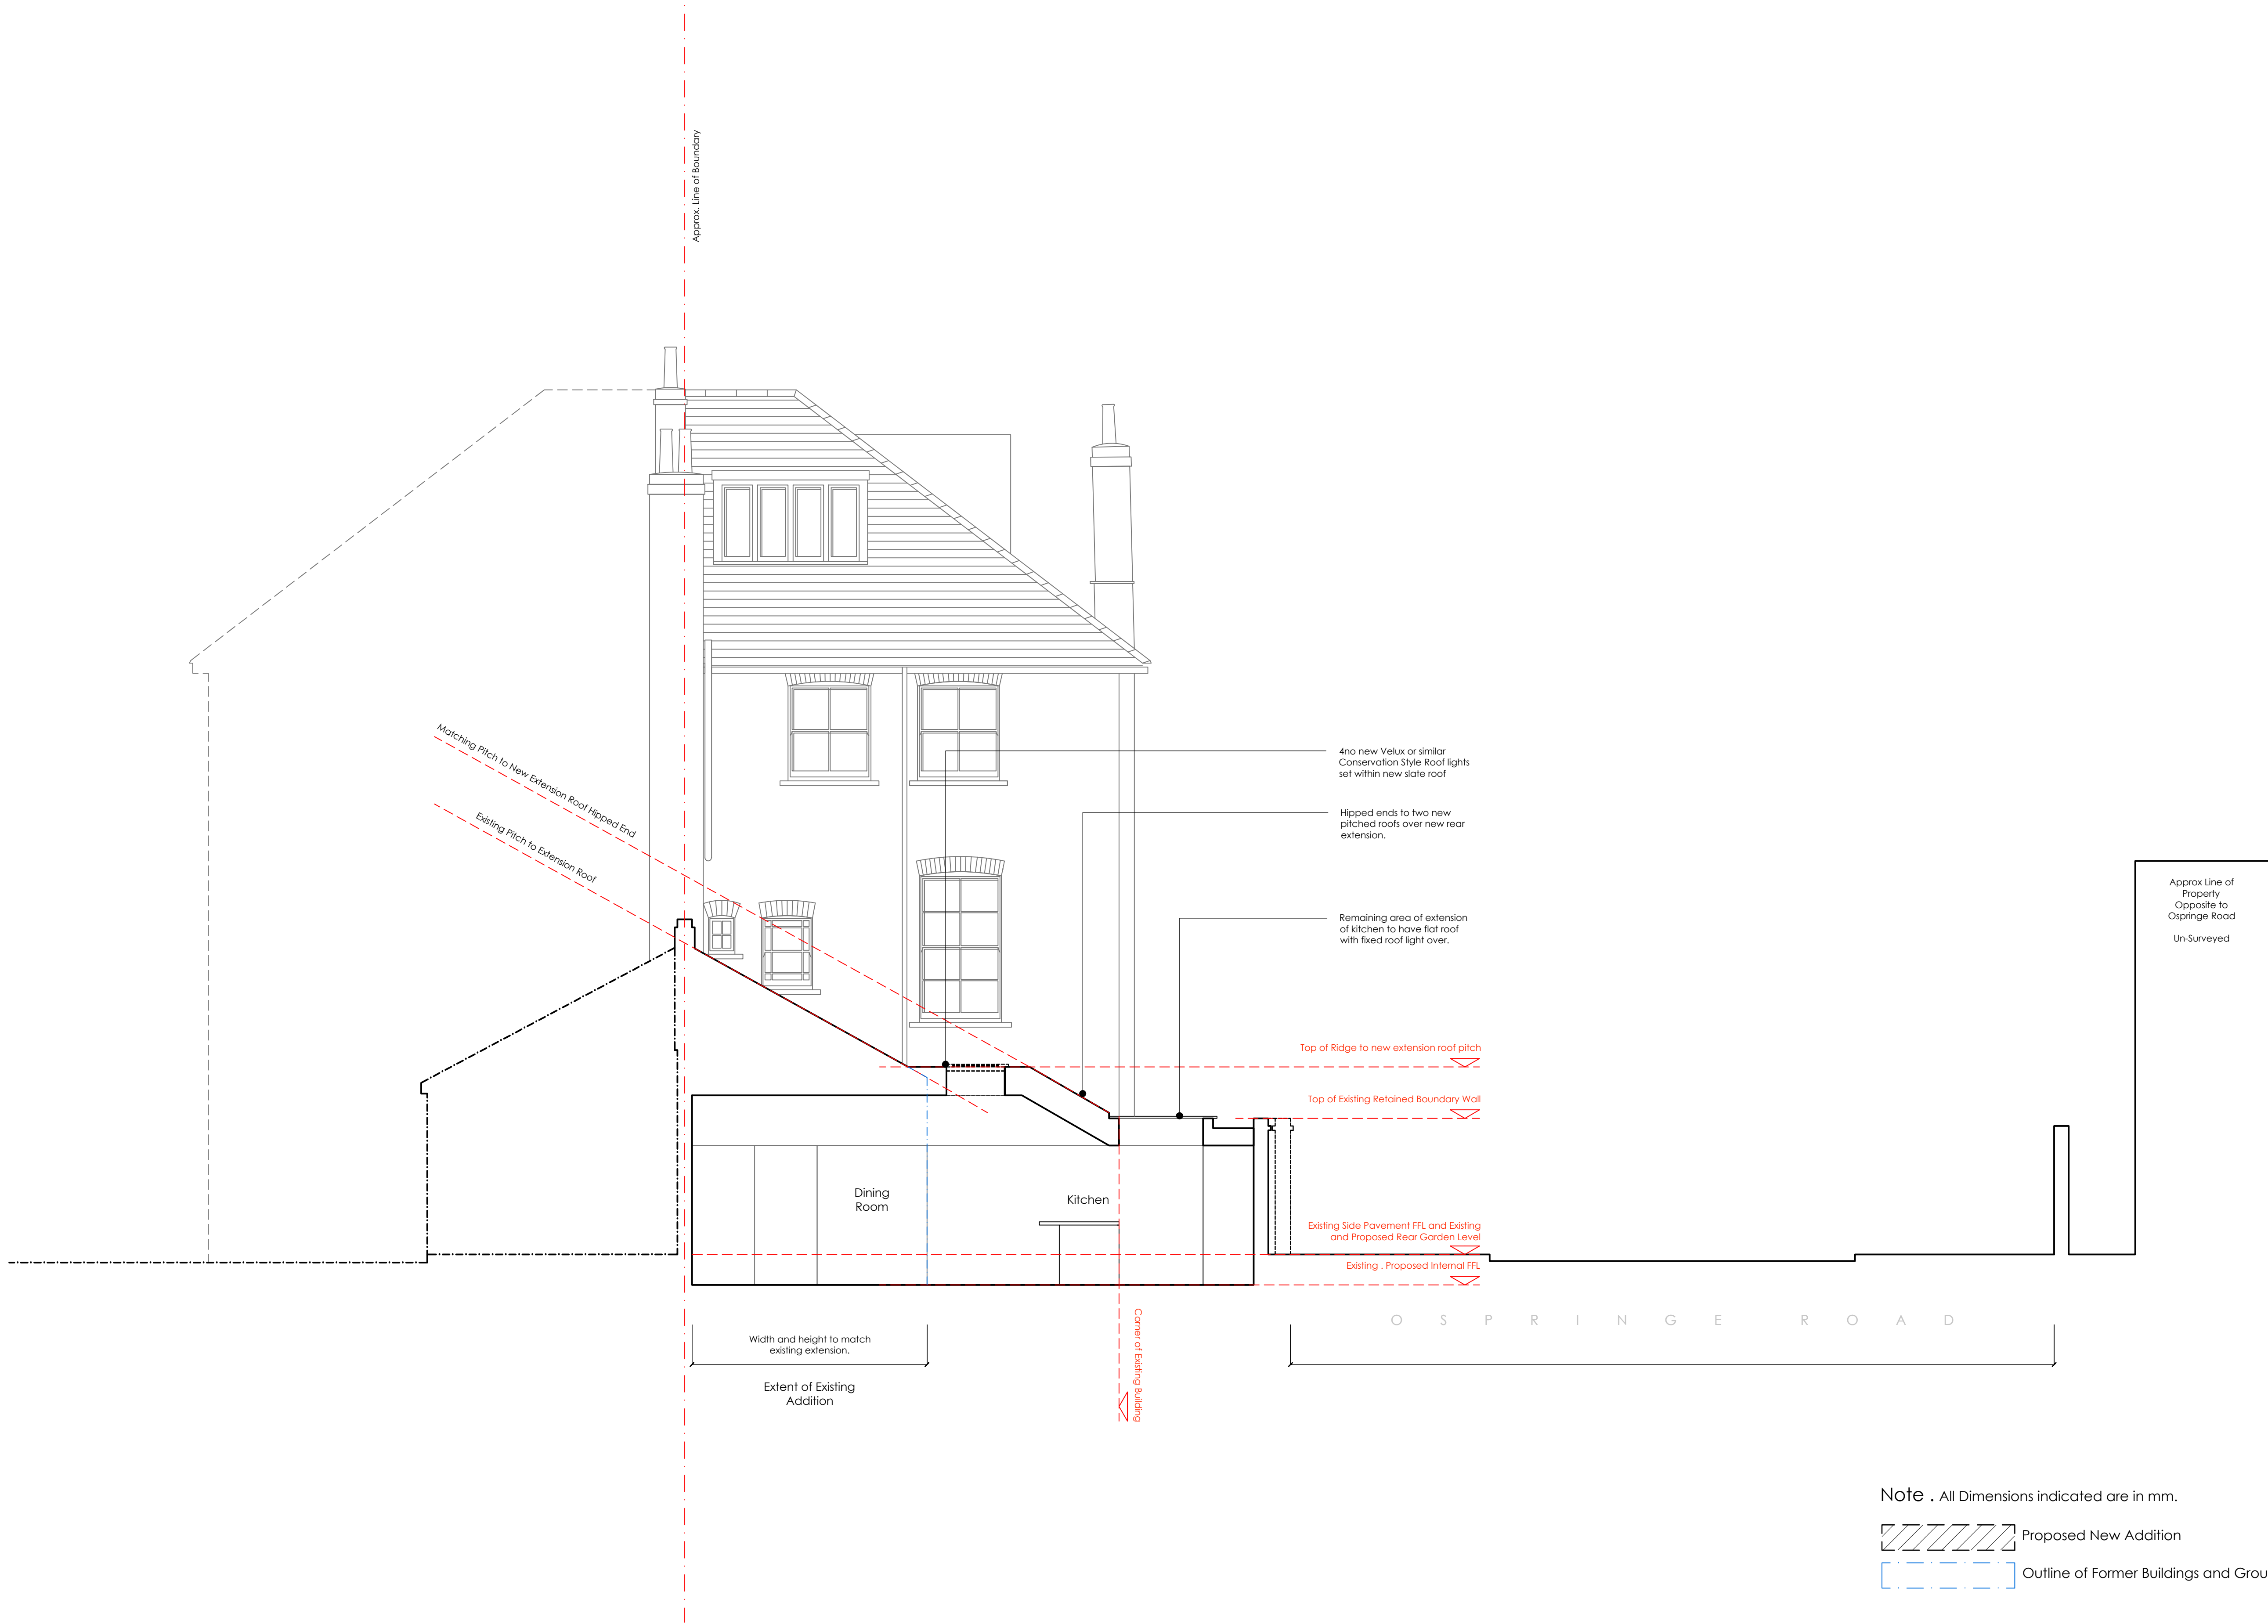 Approx. Line of Boundary
Matching Pitch to New Extension Roof Hipped End
Existing Pitch to Extension Roof
4no new Velux or similar
Conservation Style Roof lights
set within new slate roof
Hipped ends to two new
pitched roofs over new rear
extension.
Remaining area of extension
of kitchen to have flat roof
with fixed roof light over.
Approx Line of
Property
Opposite to
Ospringe Road
Un-Surveyed
Top of Ridge to new extension roof pitch
Top of Existing Retained Boundary Wall
Dining
Room
Kitchen
Existing Side Pavement FFL and Existing
and Proposed Rear Garden Level
Existing . Proposed Internal FFL
Corner of Existing Building
OSPRINGE ROAD
Width and height to match
existing extension.
Extent of Existing
Addition
Note . All Dimensions indicated are in mm.
Proposed New Addition
Outline of Former Buildings and Grou